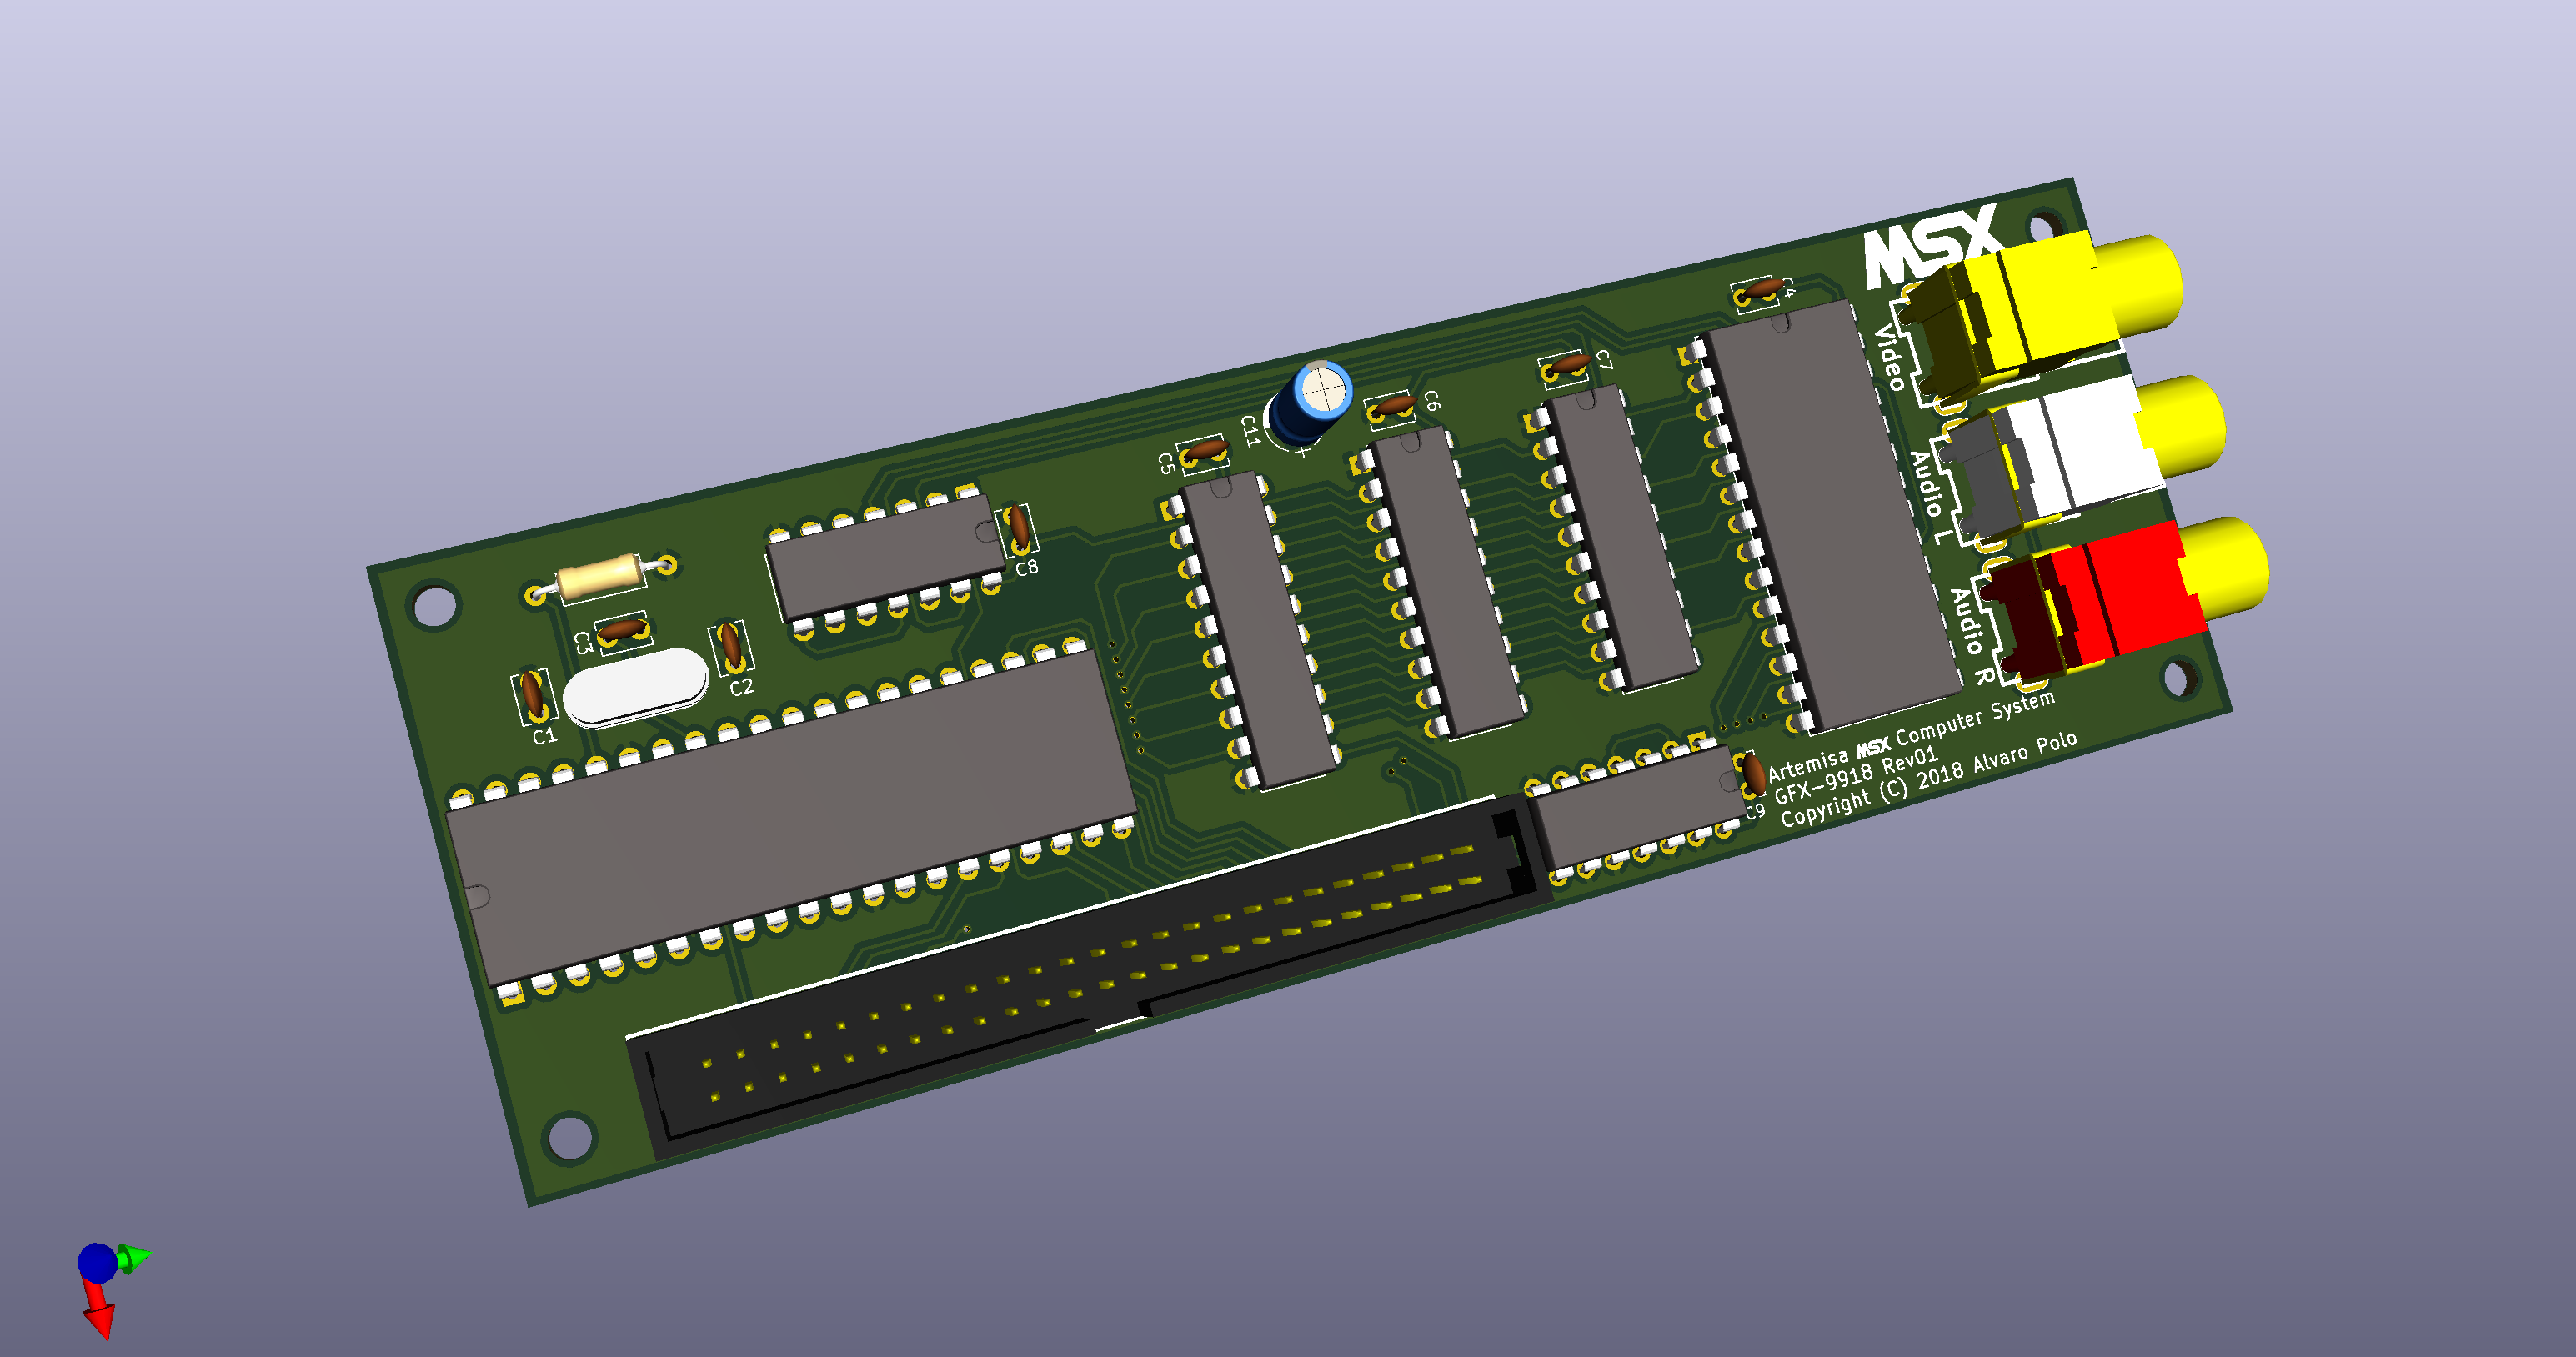 MSX
C4
Video
C7
C6
C11
C5
Audio L
C8
Audio R
C3
C2
C1
Artemisa MSX Computer System
GFX-9918 Rev01
Copyright (C) 2018 Alvaro Polo
C9